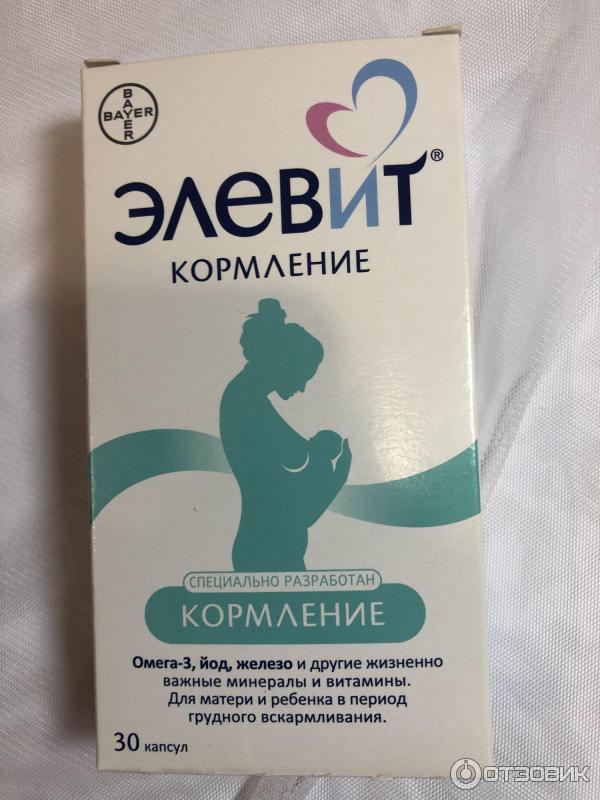 BAYER
BAYER
ЭЛЕВИТ®
КОРМЛЕНИЕ
СПЕЦИАЛЬНО РАЗРАБОТАН
КОРМЛЕНИЕ
Омега-3, йод, железо и другие жизненно
важные минералы и витамины.
Для матери и ребенка в период
грудного вскармливания.
30 капсул
ОТЗОВИК